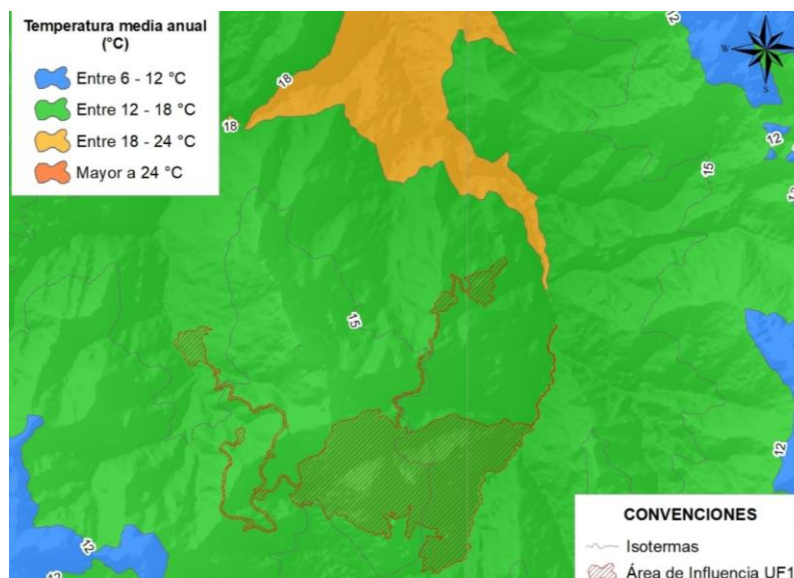 Temperatura media anual
(°C)
Entre 6 - 12 °C
Entre 12 - 18 °C
Entre 18 - 24 °C
Mayor a 24 °C
12
W
S
18
18
12
15
12
15
12
12
CONVENCIONES
Isotermas
Área de Influencia UF1